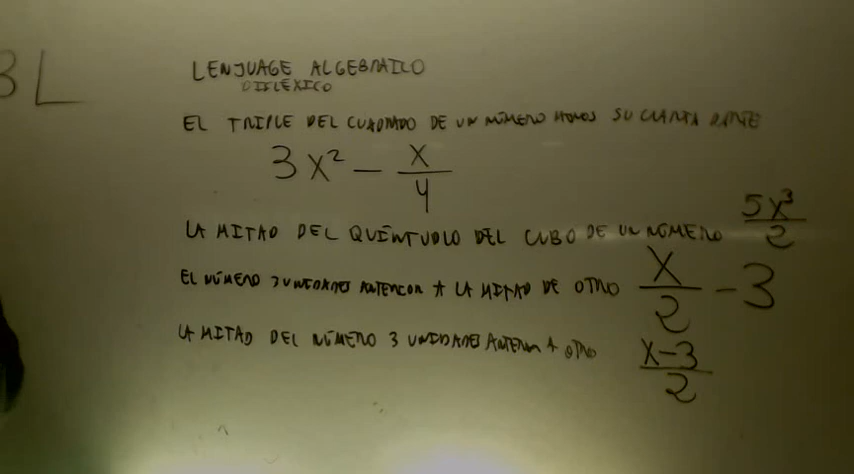 3L
LENJUAGE ALGEBRAICO
DISLÉXICO
EL TRIPLE DEL CUADRADO DE UN NÚMERO MENOS SU CUARTA PARTE
3x² - x/4
LA MITAD DEL QUÍNTUPLO DEL CUBO DE UN NÚMERO 5x³/2
EL NÚMERO 3 UNIDADES ANTERIOR A LA MITAD DE OTRO x/2 - 3
LA MITAD DEL NÚMERO 3 UNIDADES ANTERIOR A OTRO x-3/2